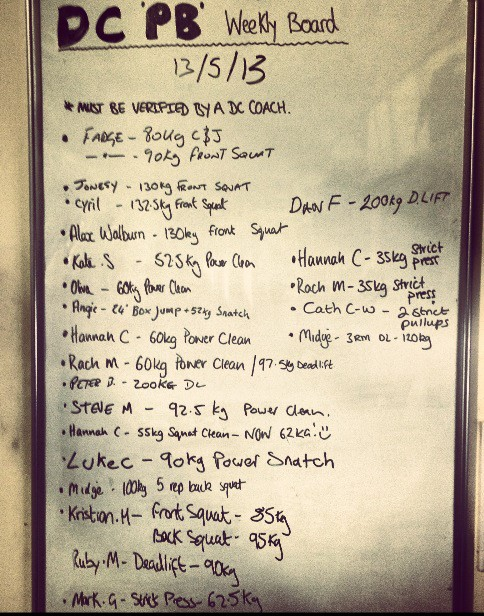 DC 'PB' Weekly Board
13/5/13
* MUST BE VERIFIED BY A DC COACH.
• FADGE - 80kg C&J
— " — - 90kg FRONT SQUAT
• JONESY - 130kg FRONT SQUAT
• Cyril - 132.5kg Front Squat
• Alax Walburn - 130kg Front Squat
• Kate S - 52.5kg Power Clean
• Olwa - 60kg Power Clean
• Angie - 24" Box Jump + 52kg Snatch
• Hannah C - 60kg Power Clean
• Rach M - 60kg Power Clean / 97.5kg Deadlift
• PETER D. - 200KG DL
• STEVE M - 92.5 kg Power Clean.
• Hannah C - 55kg Squat Clean - NOW 62KG!
• Luke C - 90kg Power Snatch
• Midge - 100kg 5 rep back squat
• Kristian.H - Front Squat - 85kg
Back Squat - 95kg
Ruby.M - Deadlift - 90kg
• Mark.G - Strict Press - 62.5kg
DAN F - 200kg D.LIFT
• Hannah C - 35kg Strict press
• Rach M - 35kg Strict press
• Cath C-W - 2 strict pullups
• Midge - 3RM DL - 120kg